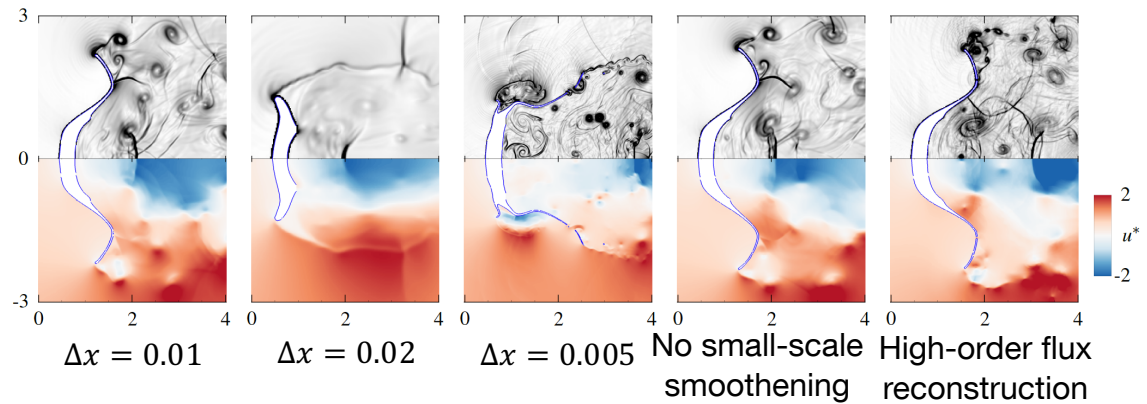 3
0
-3
0 2 4
0 2 4
0 2 4
0 2 4
0 2 4
2
u*
-2
Δx = 0.01
Δx = 0.02
Δx = 0.005
No small-scale
smoothening
High-order flux
reconstruction